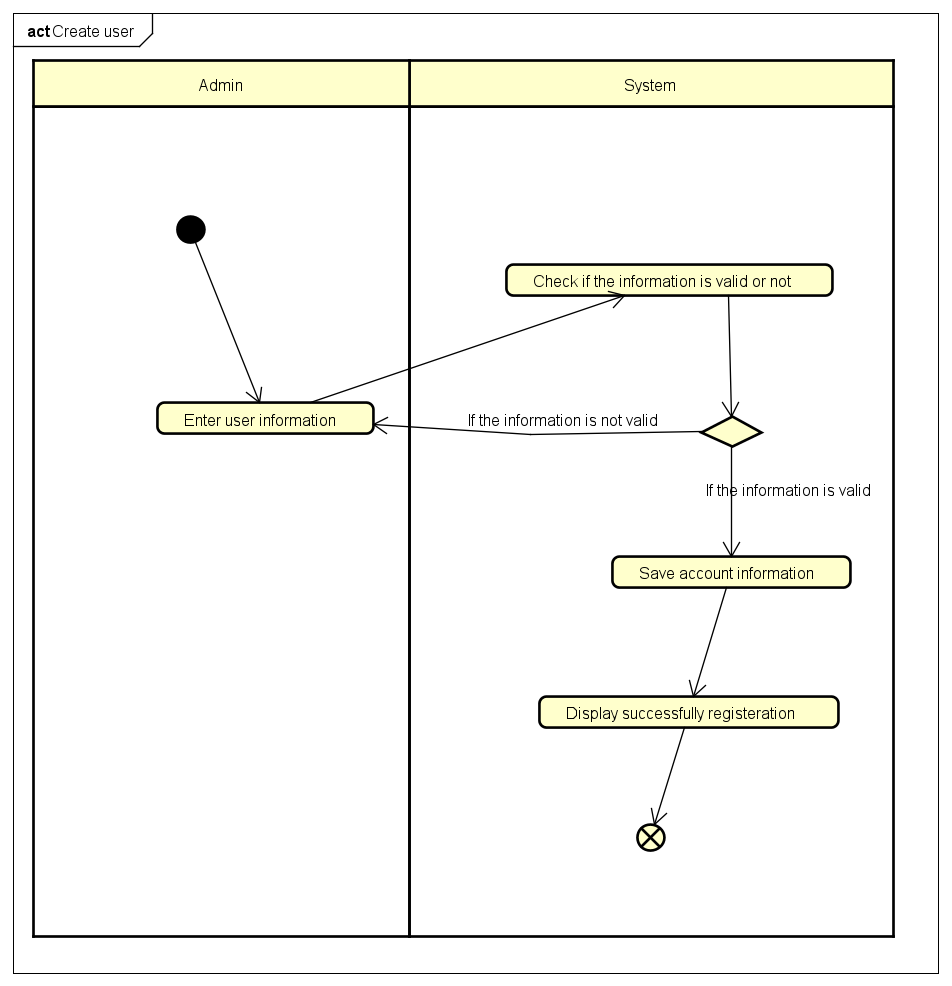 act Create user
Admin
System
Check if the information is valid or not
Enter user information
If the information is not valid
If the information is valid
Save account information
Display successfully registeration